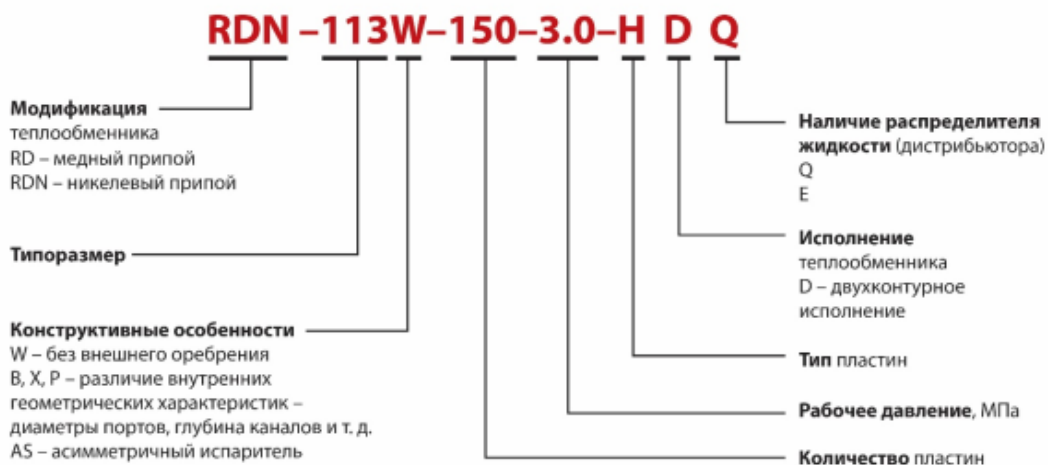 RDN –113W–150–3.0–H D Q
Модификация
теплообменника
RD – медный припой
RDN – никелевый припой
Типоразмер
Конструктивные особенности
W – без внешнего оребрения
B, X, P – различие внутренних
геометрических характеристик –
диаметры портов, глубина каналов и т. д.
AS – асимметричный испаритель
Наличие распределителя
жидкости (дистрибьютора)
Q
E
Исполнение
теплообменника
D – двухконтурное
исполнение
Тип пластин
Рабочее давление, МПа
Количество пластин